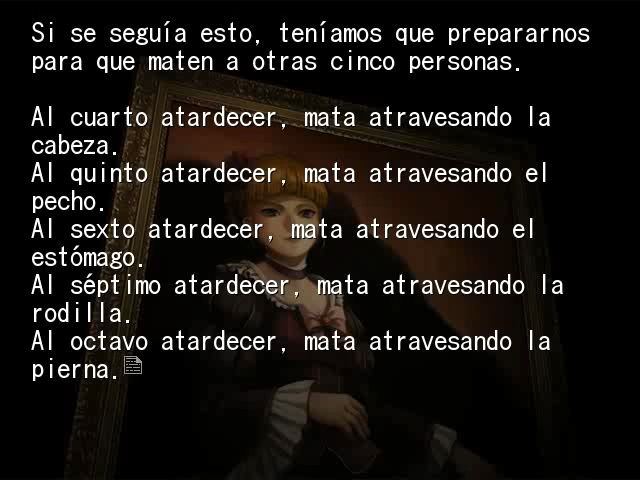 Si se seguía esto, teníamos que prepararnos
para que maten a otras cinco personas.
Al cuarto atardecer, mata atravesando la
cabeza.
Al quinto atardecer, mata atravesando el
pecho.
Al sexto atardecer, mata atravesando el
estómago.
Al séptimo atardecer, mata atravesando la
rodilla.
Al octavo atardecer, mata atravesando la
pierna.